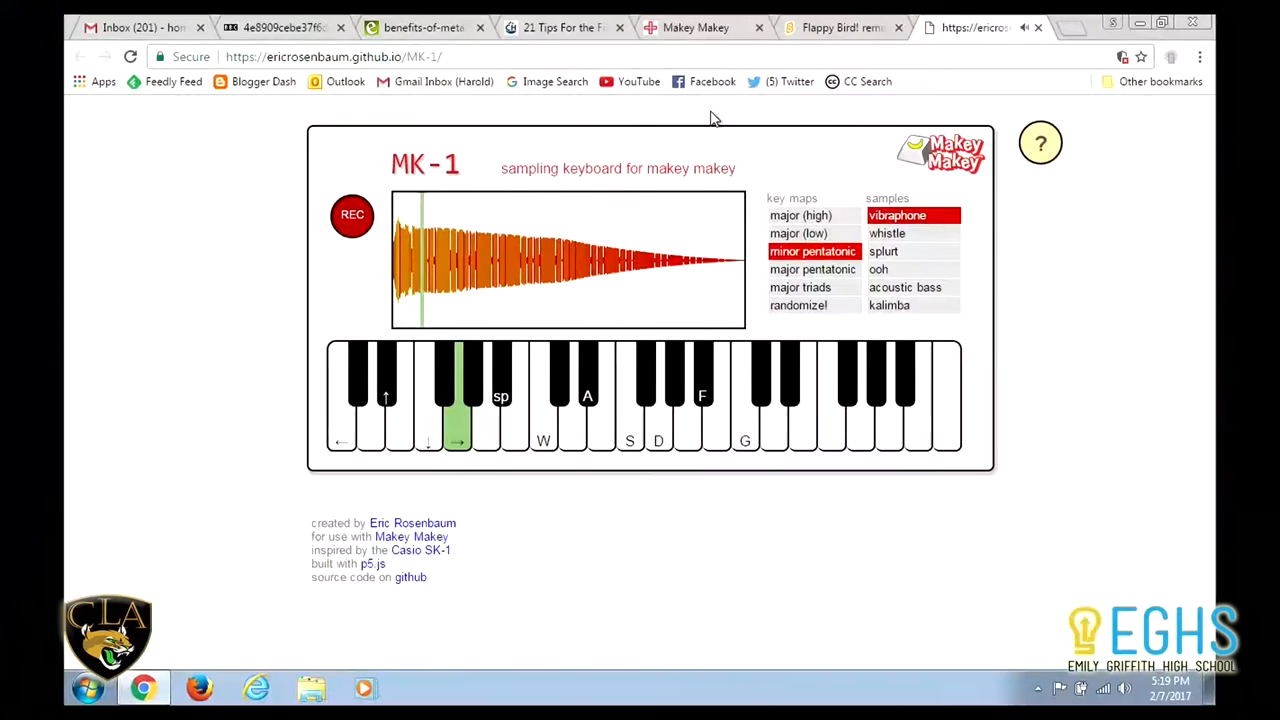 Inbox (201) - hon
4e8909cebe37f6d
benefits-of-meta
21 Tips For the Fi
Makey Makey
Flappy Bird! rem
https://ericros
Secure
https://ericrosenbaum.github.io/MK-1/
Apps
Feedly Feed
Blogger Dash
Outlook
Gmail Inbox (Harold)
Image Search
YouTube
Facebook
(5) Twitter
CC Search
Other bookmarks
MK-1
sampling keyboard for makey makey
Makey Makey
?
REC
key maps
samples
major (high)
vibraphone
major (low)
whistle
minor pentatonic
splurt
major pentatonic
ooh
major triads
acoustic bass
randomize!
kalimba
↑
sp
A
F
←
↓
→
W
S
D
G
created by Eric Rosenbaum
for use with Makey Makey
inspired by the Casio SK-1
built with p5.js
source code on github
CLA
EGHS
EMILY GRIFFITH HIGH SCHOOL
5:19 PM
2/7/2017